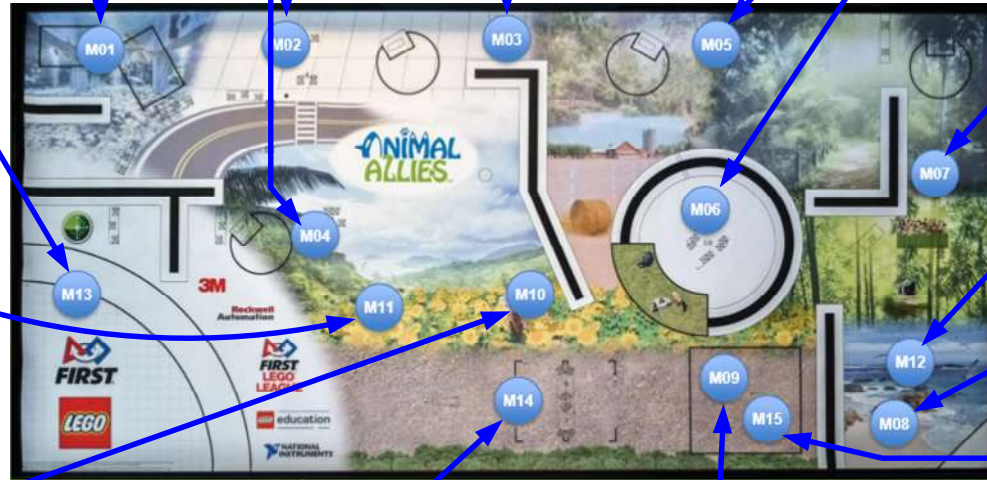 M01
M02
M03
M05
M07
ANIMAL
ALLIES
M06
M04
M13
3M
Rockwell
Automation
M11
M10
FIRST
FIRST
LEGO
LEAGUE
M12
M09
M14
M15
M08
LEGO
LEGO education
NATIONAL
INSTRUMENTS